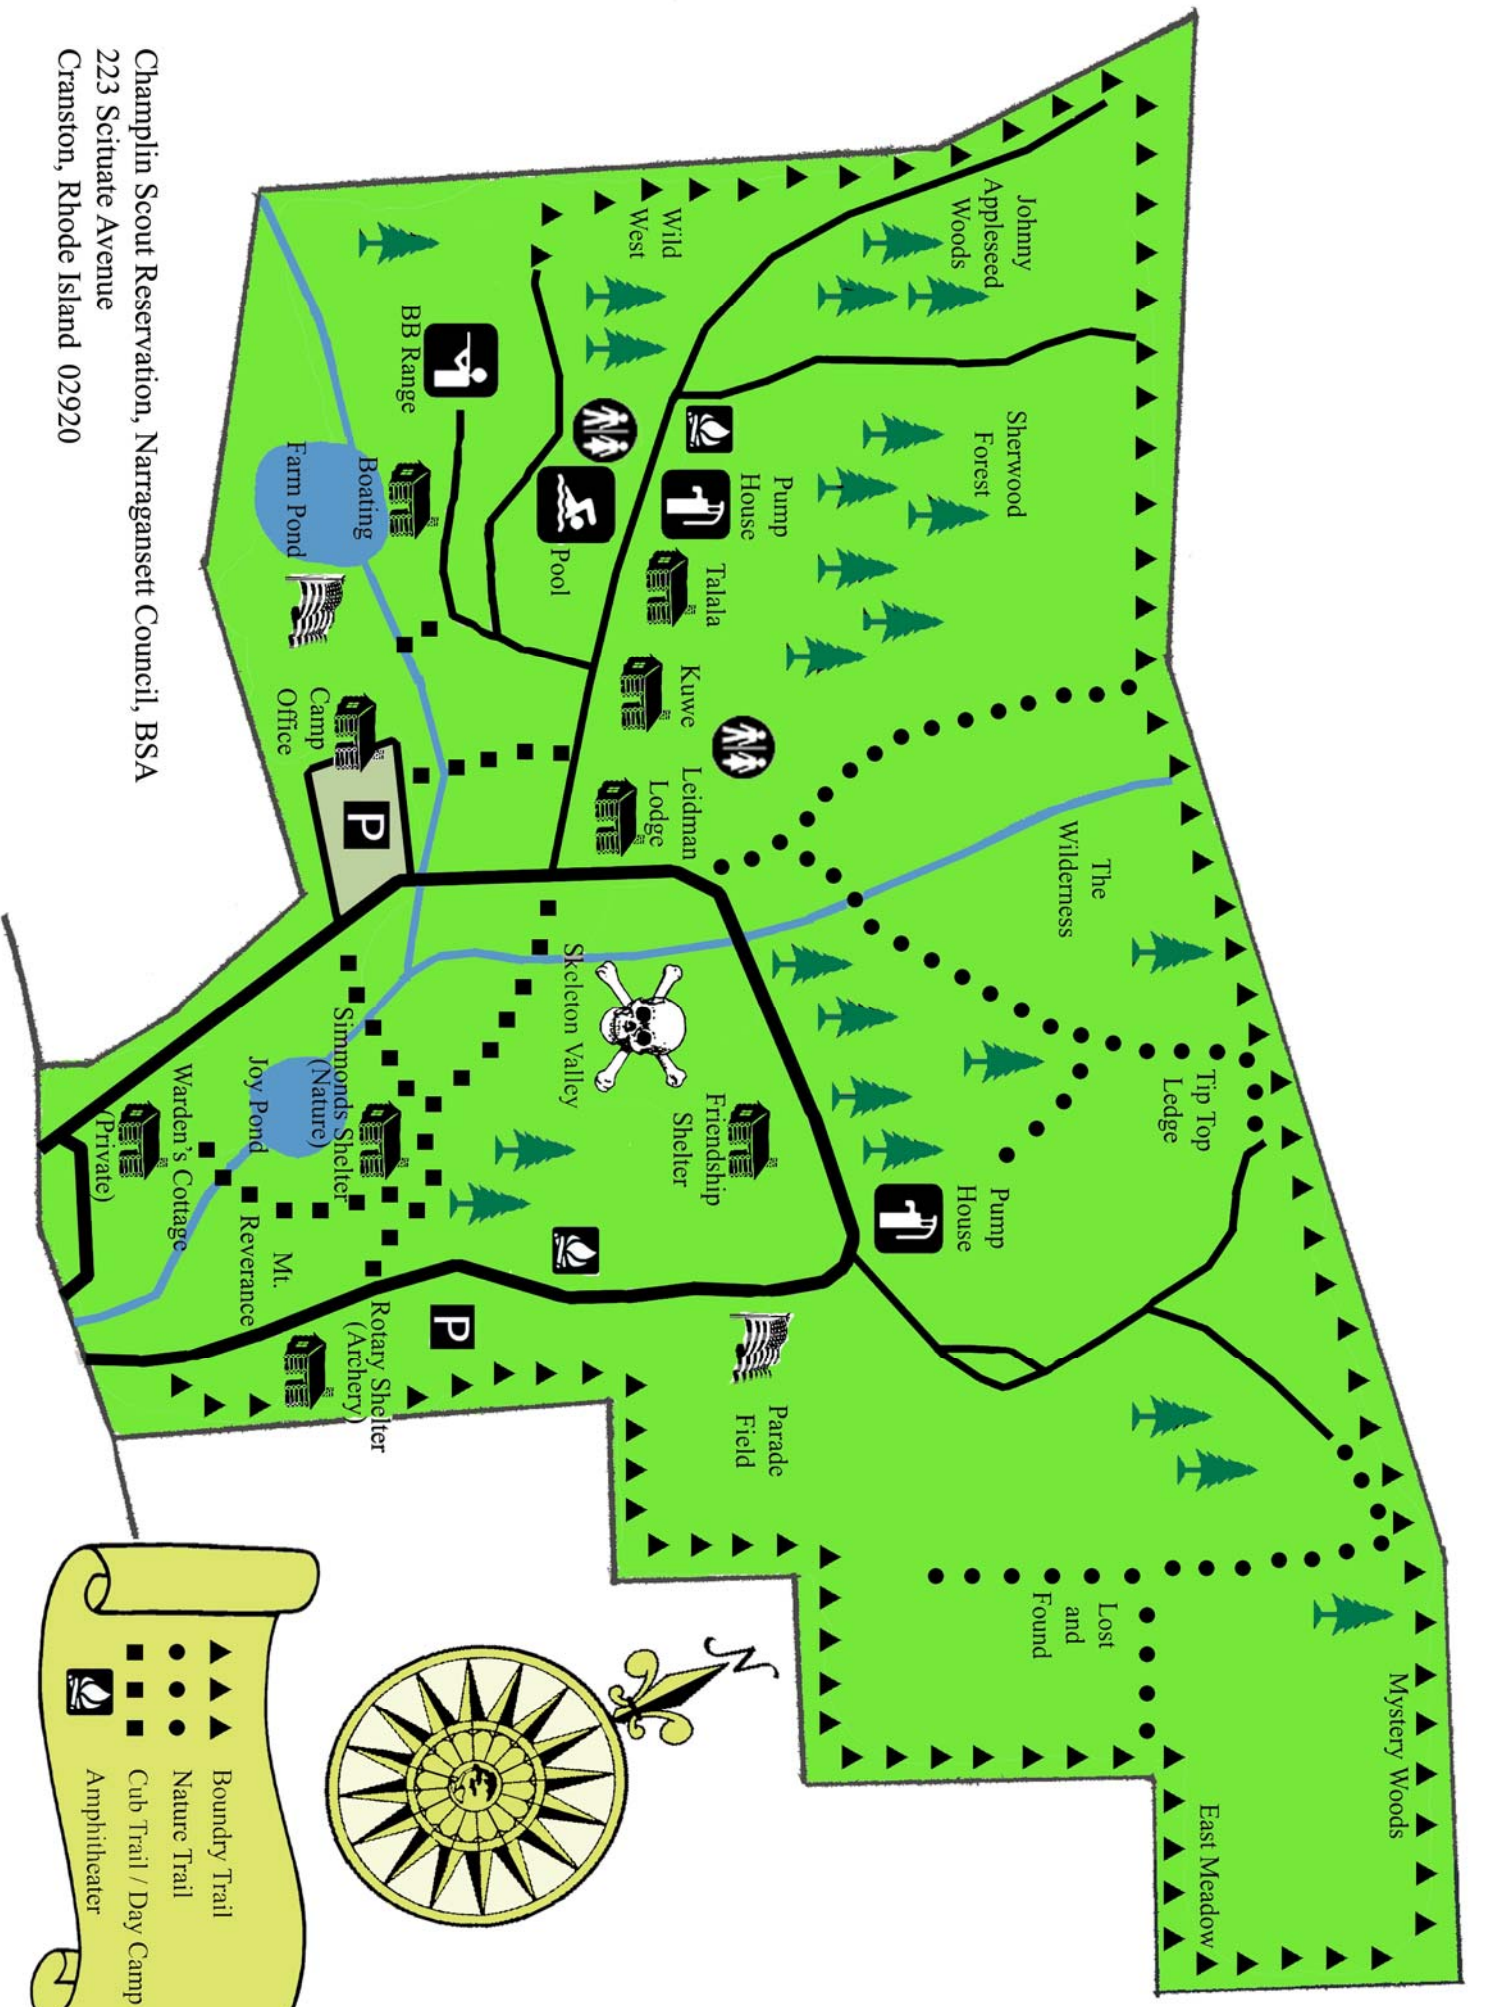 Johnny
Appleseed
Woods
Wild
West
Sherwood
Forest
Pump
House
Talala
Kuwe
Leidman
Lodge
BB Range
Pool
Boating
Farm Pond
Camp
Office
P
The
Wilderness
Tip Top
Ledge
Pump
House
Skeleton Valley
Friendship
Shelter
Simmonds Shelter
(Nature)
Joy Pond
Warden's Cottage
(Private)
Mt.
Reverance
Rotary Shelter
(Archery)
P
Parade
Field
Lost
and
Found
Mystery Woods
East Meadow
N
Boundry Trail
Nature Trail
Cub Trail / Day Camp
Amphitheater
Champlin Scout Reservation, Narragansett Council, BSA
223 Scituate Avenue
Cranston, Rhode Island 02920